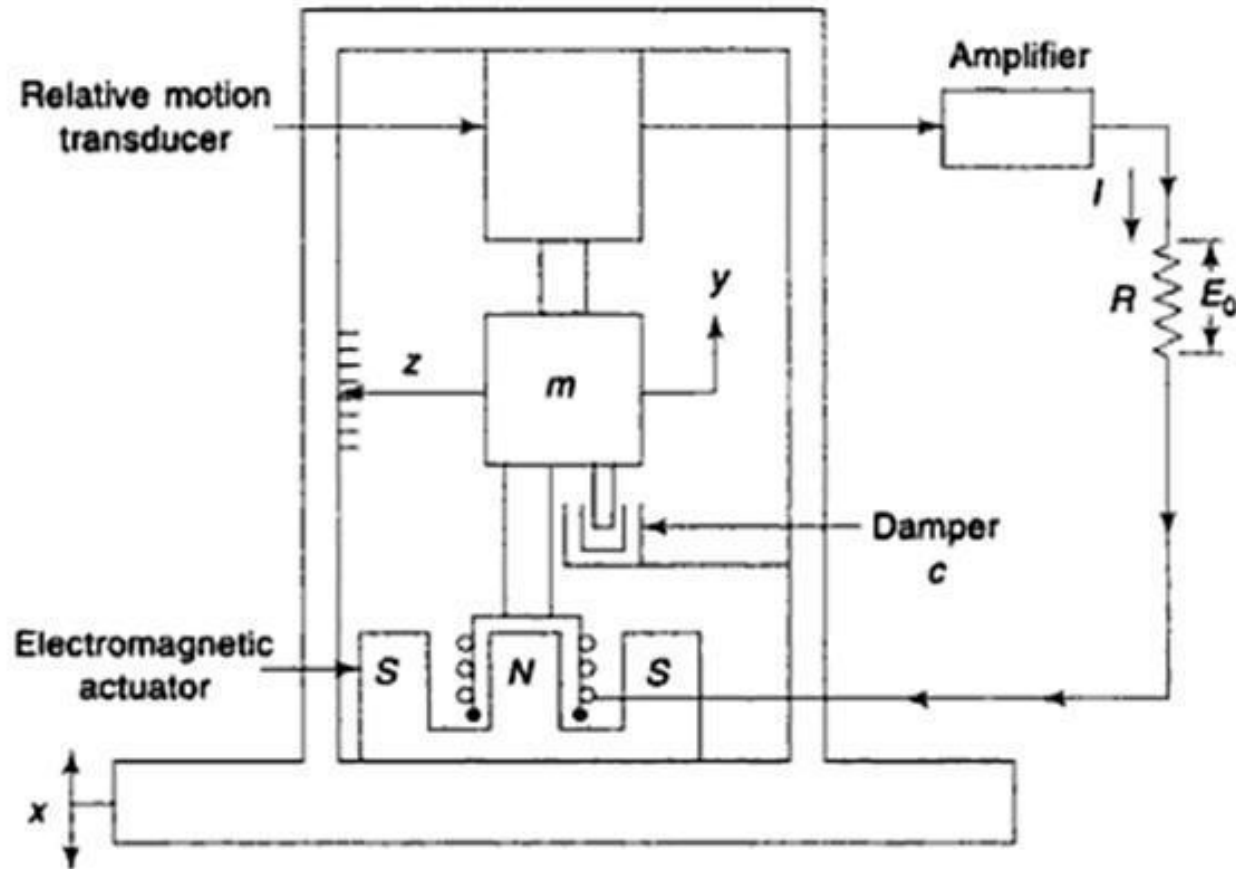 Amplifier
Relative motion
transducer
I
y
R
E₀
z
m
Damper
c
Electromagnetic
actuator
S
N
S
x